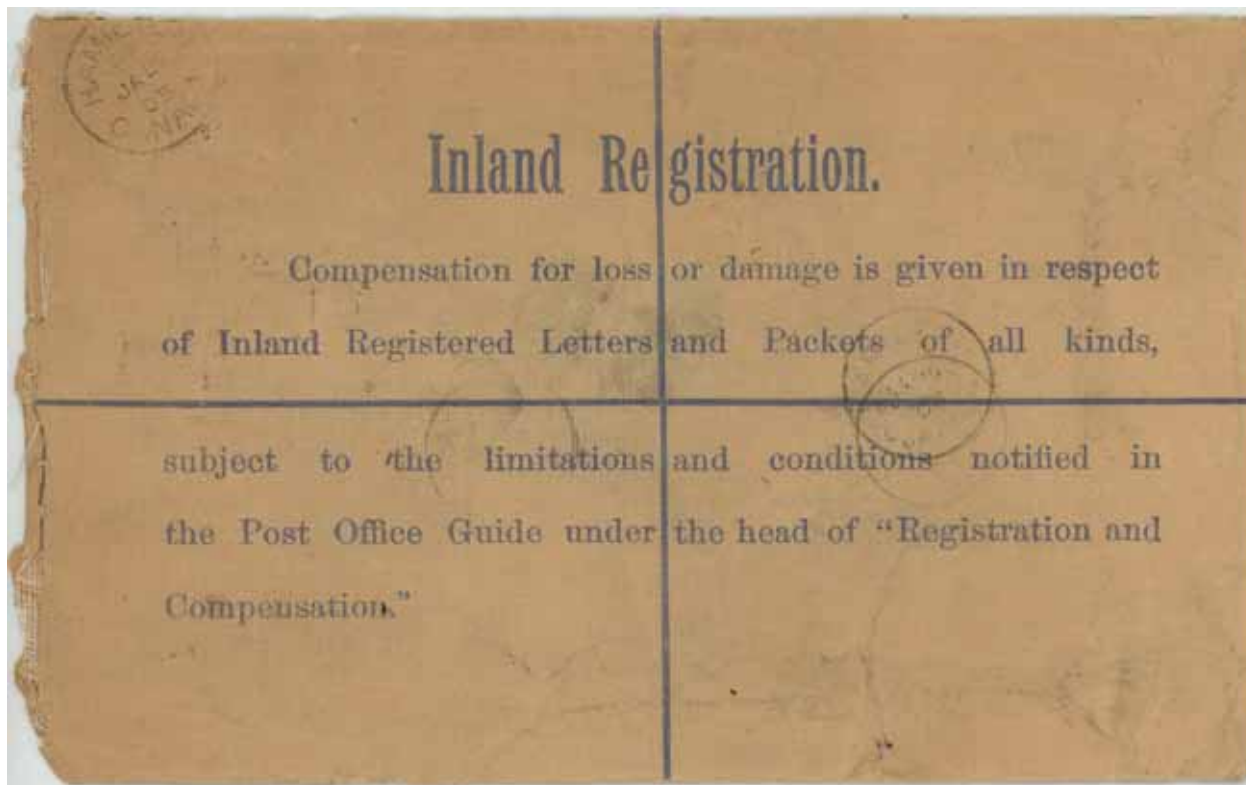 Inland Registration.
Compensation for loss or damage is given in respect
of Inland Registered Letters and Packets of all kinds,
subject to the limitations and conditions notified in
the Post Office Guide under the head of “Registration and
Compensation.”